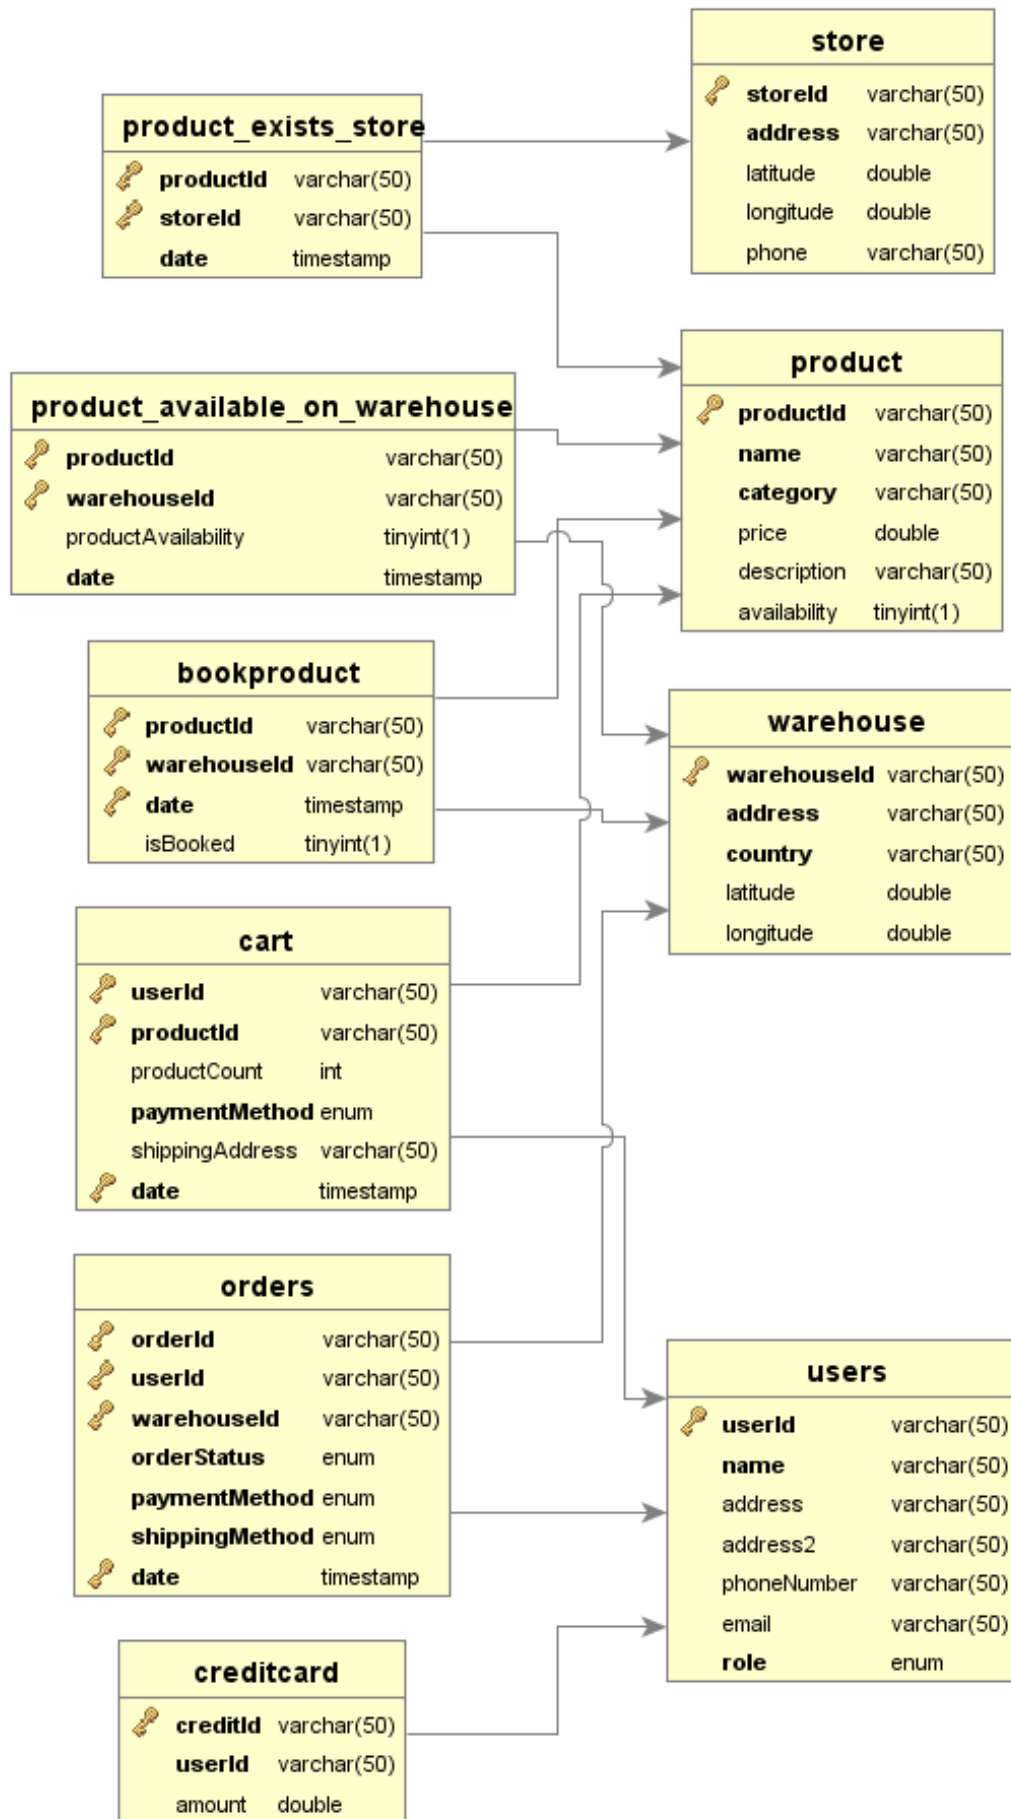 store
storeId varchar(50)
address varchar(50)
latitude double
longitude double
phone varchar(50)
product_exists_store
productId varchar(50)
storeId varchar(50)
date timestamp
product
productId varchar(50)
name varchar(50)
category varchar(50)
price double
description varchar(50)
availability tinyint(1)
product_available_on_warehouse
productId varchar(50)
warehouseId varchar(50)
productAvailability tinyint(1)
date timestamp
bookproduct
productId varchar(50)
warehouseId varchar(50)
date timestamp
isBooked tinyint(1)
warehouse
warehouseId varchar(50)
address varchar(50)
country varchar(50)
latitude double
longitude double
cart
userId varchar(50)
productId varchar(50)
productCount int
paymentMethod enum
shippingAddress varchar(50)
date timestamp
orders
orderId varchar(50)
userId varchar(50)
warehouseId varchar(50)
orderStatus enum
paymentMethod enum
shippingMethod enum
date timestamp
users
userId varchar(50)
name varchar(50)
address varchar(50)
address2 varchar(50)
phoneNumber varchar(50)
email varchar(50)
role enum
creditcard
creditId varchar(50)
userId varchar(50)
amount double